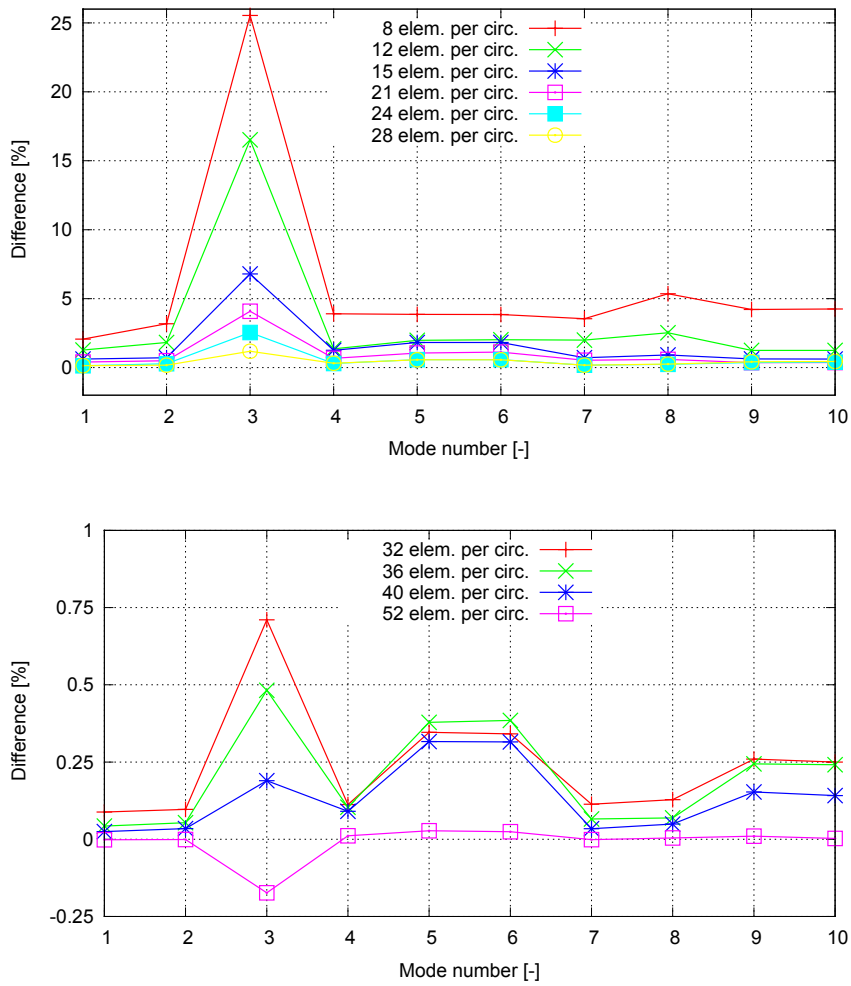 8 elem. per circ.
12 elem. per circ.
15 elem. per circ.
21 elem. per circ.
24 elem. per circ.
28 elem. per circ.
25
20
15
10
5
0
Difference [%]
1 2 3 4 5 6 7 8 9 10
Mode number [-]
32 elem. per circ.
36 elem. per circ.
40 elem. per circ.
52 elem. per circ.
1
0.75
0.5
0.25
0
-0.25
Difference [%]
1 2 3 4 5 6 7 8 9 10
Mode number [-]